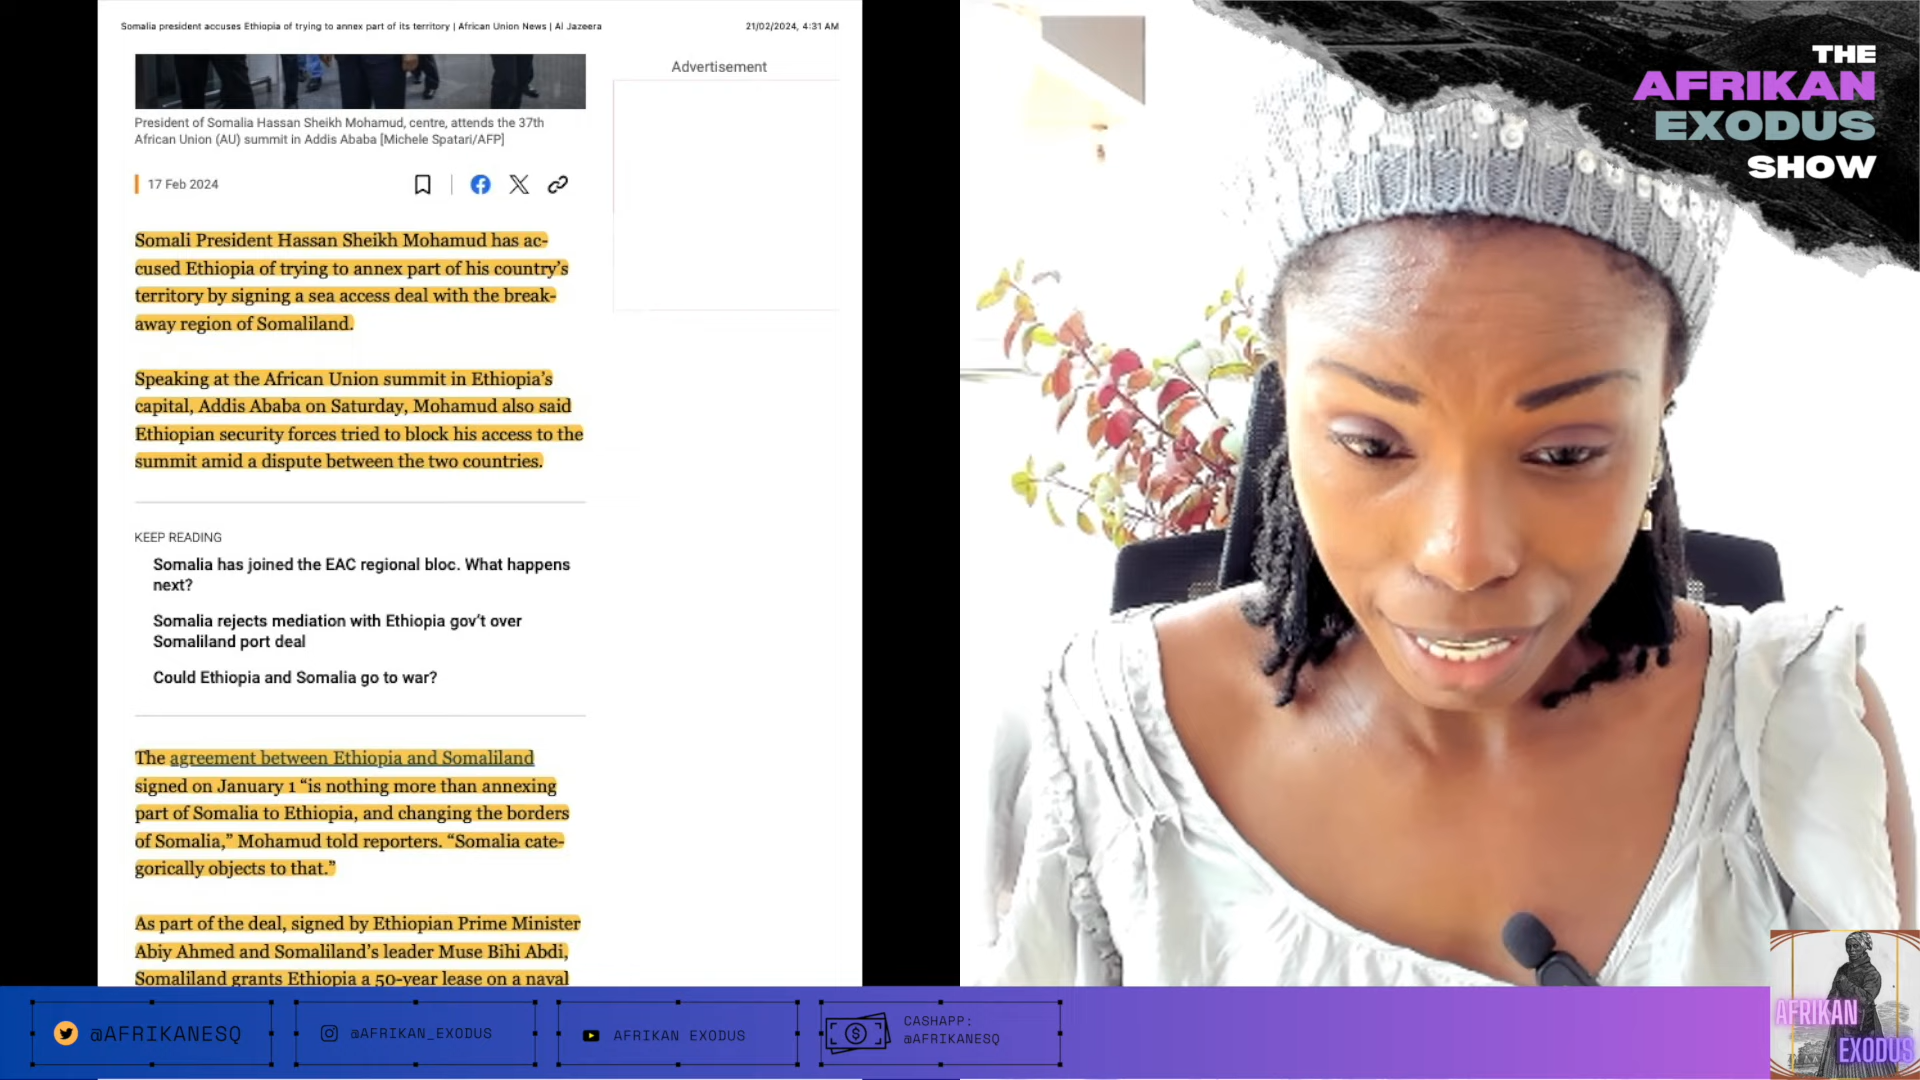 Somalia president accuses Ethiopia of trying to annex part of its territory | African Union News | Al Jazeera
21/02/2024, 4:31 AM
Advertisement
President of Somalia Hassan Sheikh Mohamud, centre, attends the 37th
African Union (AU) summit in Addis Ababa [Michele Spatari/AFP]
17 Feb 2024
Somali President Hassan Sheikh Mohamud has ac-
cused Ethiopia of trying to annex part of his country’s
territory by signing a sea access deal with the break-
away region of Somaliland.
Speaking at the African Union summit in Ethiopia’s
capital, Addis Ababa on Saturday, Mohamud also said
Ethiopian security forces tried to block his access to the
summit amid a dispute between the two countries.
KEEP READING
Somalia has joined the EAC regional bloc. What happens
next?
Somalia rejects mediation with Ethiopia gov’t over
Somaliland port deal
Could Ethiopia and Somalia go to war?
The agreement between Ethiopia and Somaliland
signed on January 1 “is nothing more than annexing
part of Somalia to Ethiopia, and changing the borders
of Somalia,” Mohamud told reporters. “Somalia cate-
gorically objects to that.”
As part of the deal, signed by Ethiopian Prime Minister
Abiy Ahmed and Somaliland’s leader Muse Bihi Abdi,
Somaliland grants Ethiopia a 50-year lease on a naval
THE
AFRIKAN
EXODUS
SHOW
@AFRIKANESQ
@AFRIKAN_EXODUS
AFRIKAN EXODUS
CASHAPP:
@AFRIKANESQ
AFRIKAN
EXODUS